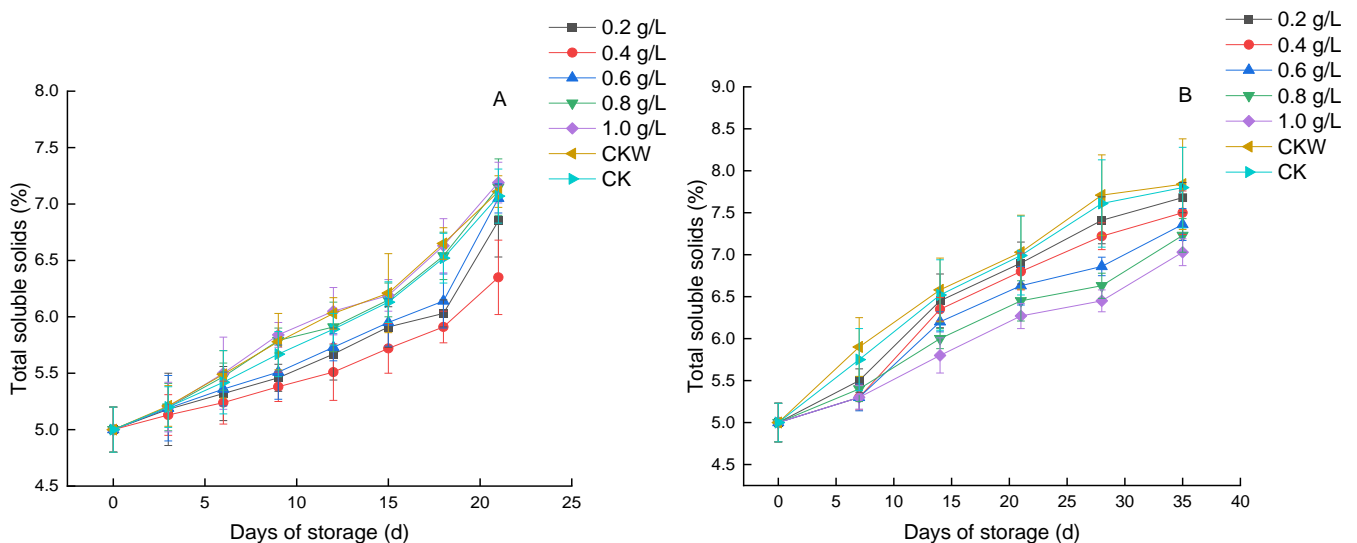 0.2 g/L
0.4 g/L
0.6 g/L
0.8 g/L
1.0 g/L
CKW
CK
A
8.0
7.5
7.0
6.5
6.0
5.5
5.0
4.5
Total soluble solids (%)
0 5 10 15 20 25
Days of storage (d)
0.2 g/L
0.4 g/L
0.6 g/L
0.8 g/L
1.0 g/L
CKW
CK
B
9.0
8.5
8.0
7.5
7.0
6.5
6.0
5.5
5.0
4.5
Total soluble solids (%)
0 5 10 15 20 25 30 35 40
Days of storage (d)